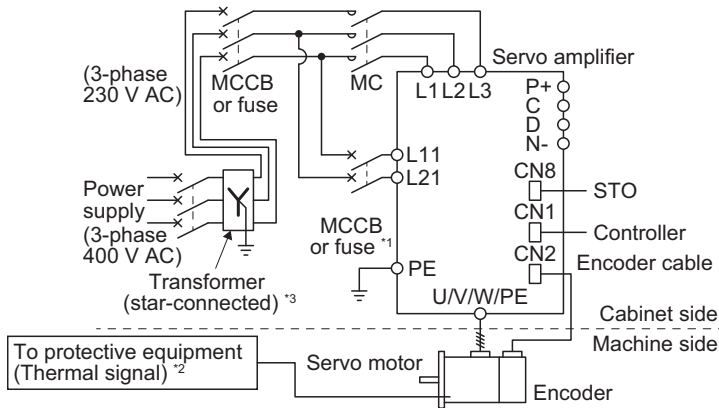 (3-phase
230 V AC)
MCCB
or fuse
MC
Servo amplifier
L1 L2 L3
P+
C
D
N-
L11
L21
CN8
STO
CN1
Controller
CN2
Encoder cable
Power
supply
(3-phase
400 V AC)
MCCB
or fuse *1
PE
Transformer
(star-connected) *3
U/V/W/PE
Cabinet side
Machine side
To protective equipment
(Thermal signal) *2
Servo motor
Encoder